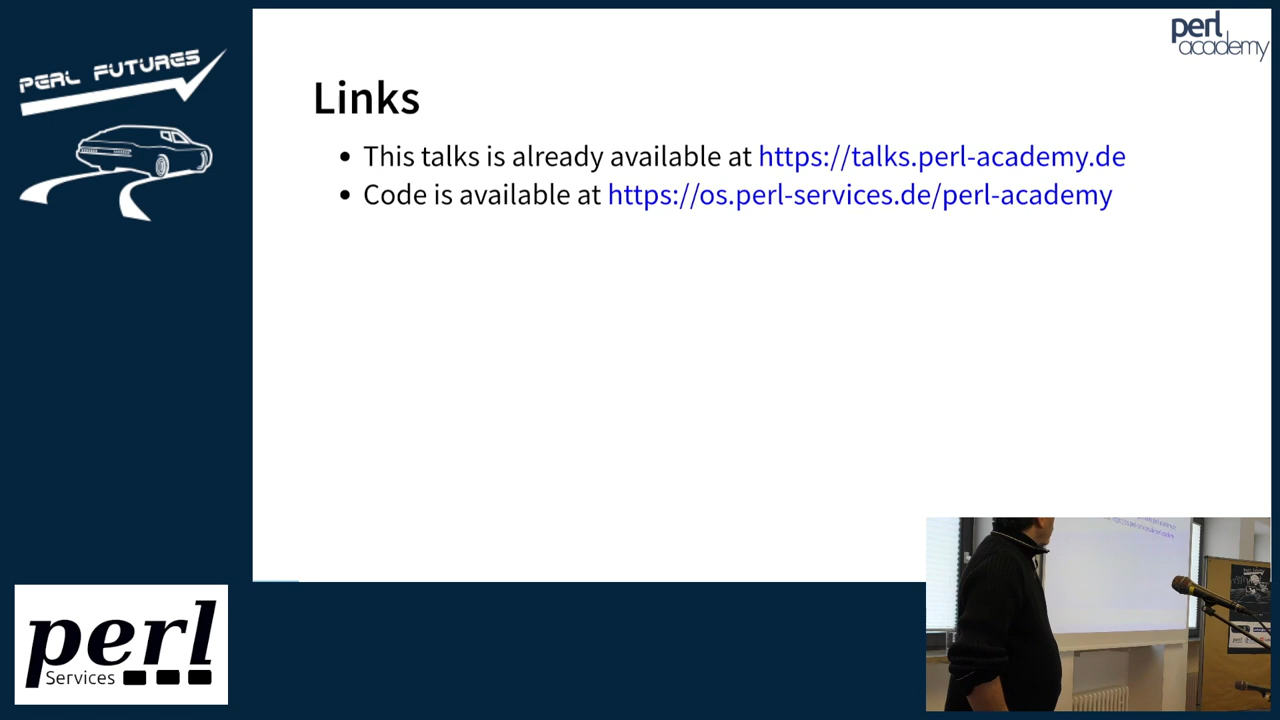 PERL FUTURES
perl
academy
Links
This talks is already available at https://talks.perl-academy.de
Code is available at https://os.perl-services.de/perl-academy
perl
Services